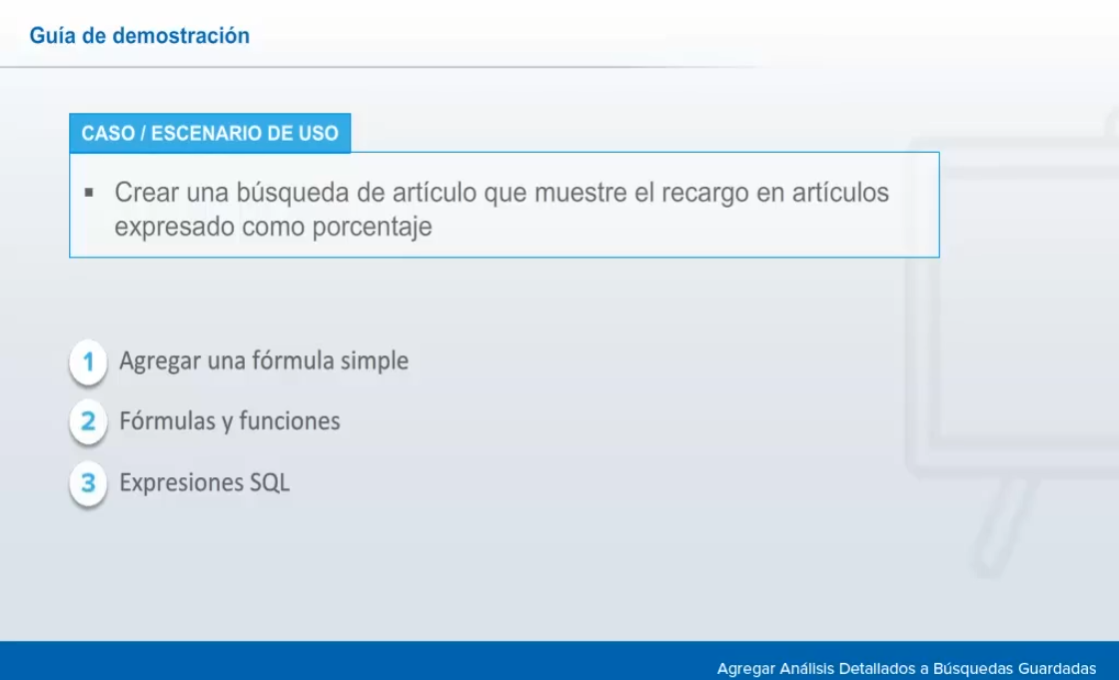 Guía de demostración
CASO / ESCENARIO DE USO
▪ Crear una búsqueda de artículo que muestre el recargo en artículos
expresado como porcentaje
1 Agregar una fórmula simple
2 Fórmulas y funciones
3 Expresiones SQL
Agregar Análisis Detallados a Búsquedas Guardadas